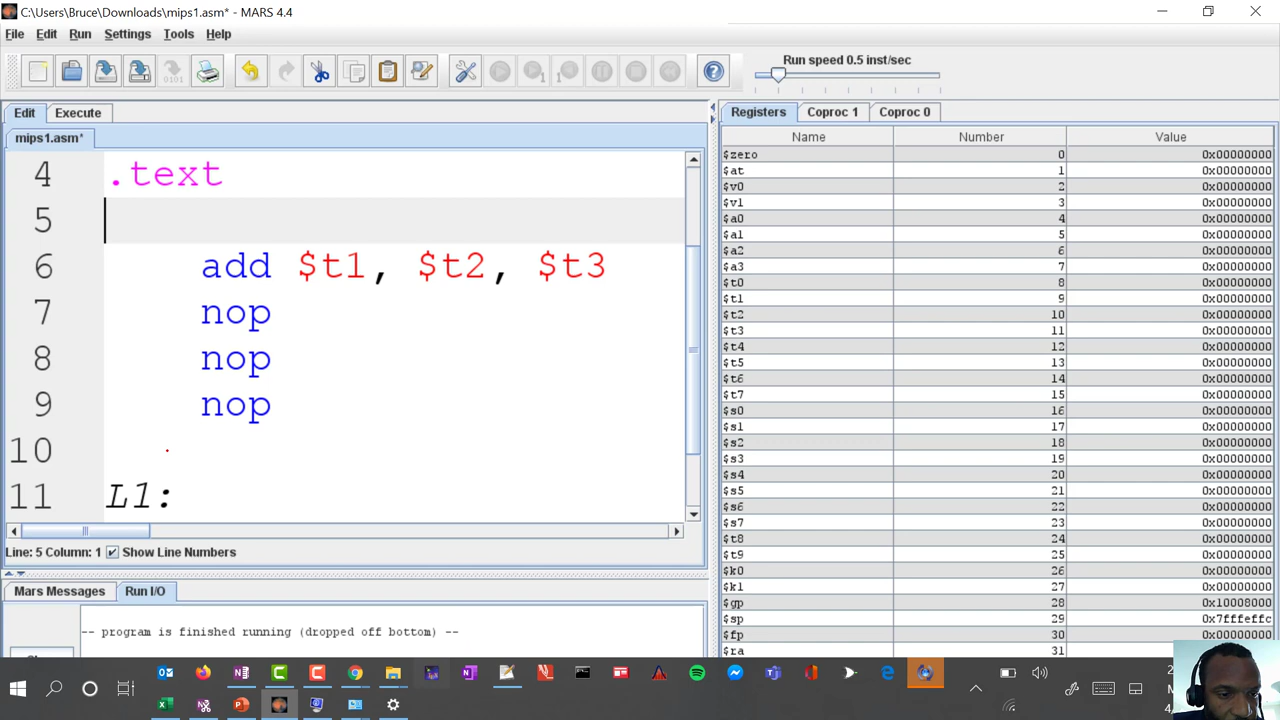 C:\Users\Bruce\Downloads\mips1.asm* - MARS 4.4
File Edit Run Settings Tools Help
Run speed 0.5 inst/sec
Edit Execute
mips1.asm*
4 .text
5
6 add $t1, $t2, $t3
7 nop
8 nop
9 nop
10
11 L1:
Line: 5 Column: 1 Show Line Numbers
Mars Messages Run I/O
-- program is finished running (dropped off bottom) --
Registers Coproc 1 Coproc 0
Name Number Value
$zero 0 0x00000000
$at 1 0x00000000
$v0 2 0x00000000
$v1 3 0x00000000
$a0 4 0x00000000
$a1 5 0x00000000
$a2 6 0x00000000
$a3 7 0x00000000
$t0 8 0x00000000
$t1 9 0x00000000
$t2 10 0x00000000
$t3 11 0x00000000
$t4 12 0x00000000
$t5 13 0x00000000
$t6 14 0x00000000
$t7 15 0x00000000
$s0 16 0x00000000
$s1 17 0x00000000
$s2 18 0x00000000
$s3 19 0x00000000
$s4 20 0x00000000
$s5 21 0x00000000
$s6 22 0x00000000
$s7 23 0x00000000
$t8 24 0x00000000
$t9 25 0x00000000
$k0 26 0x00000000
$k1 27 0x00000000
$gp 28 0x10008000
$sp 29 0x7fffeffc
$fp 30 0x00000000
$ra 31